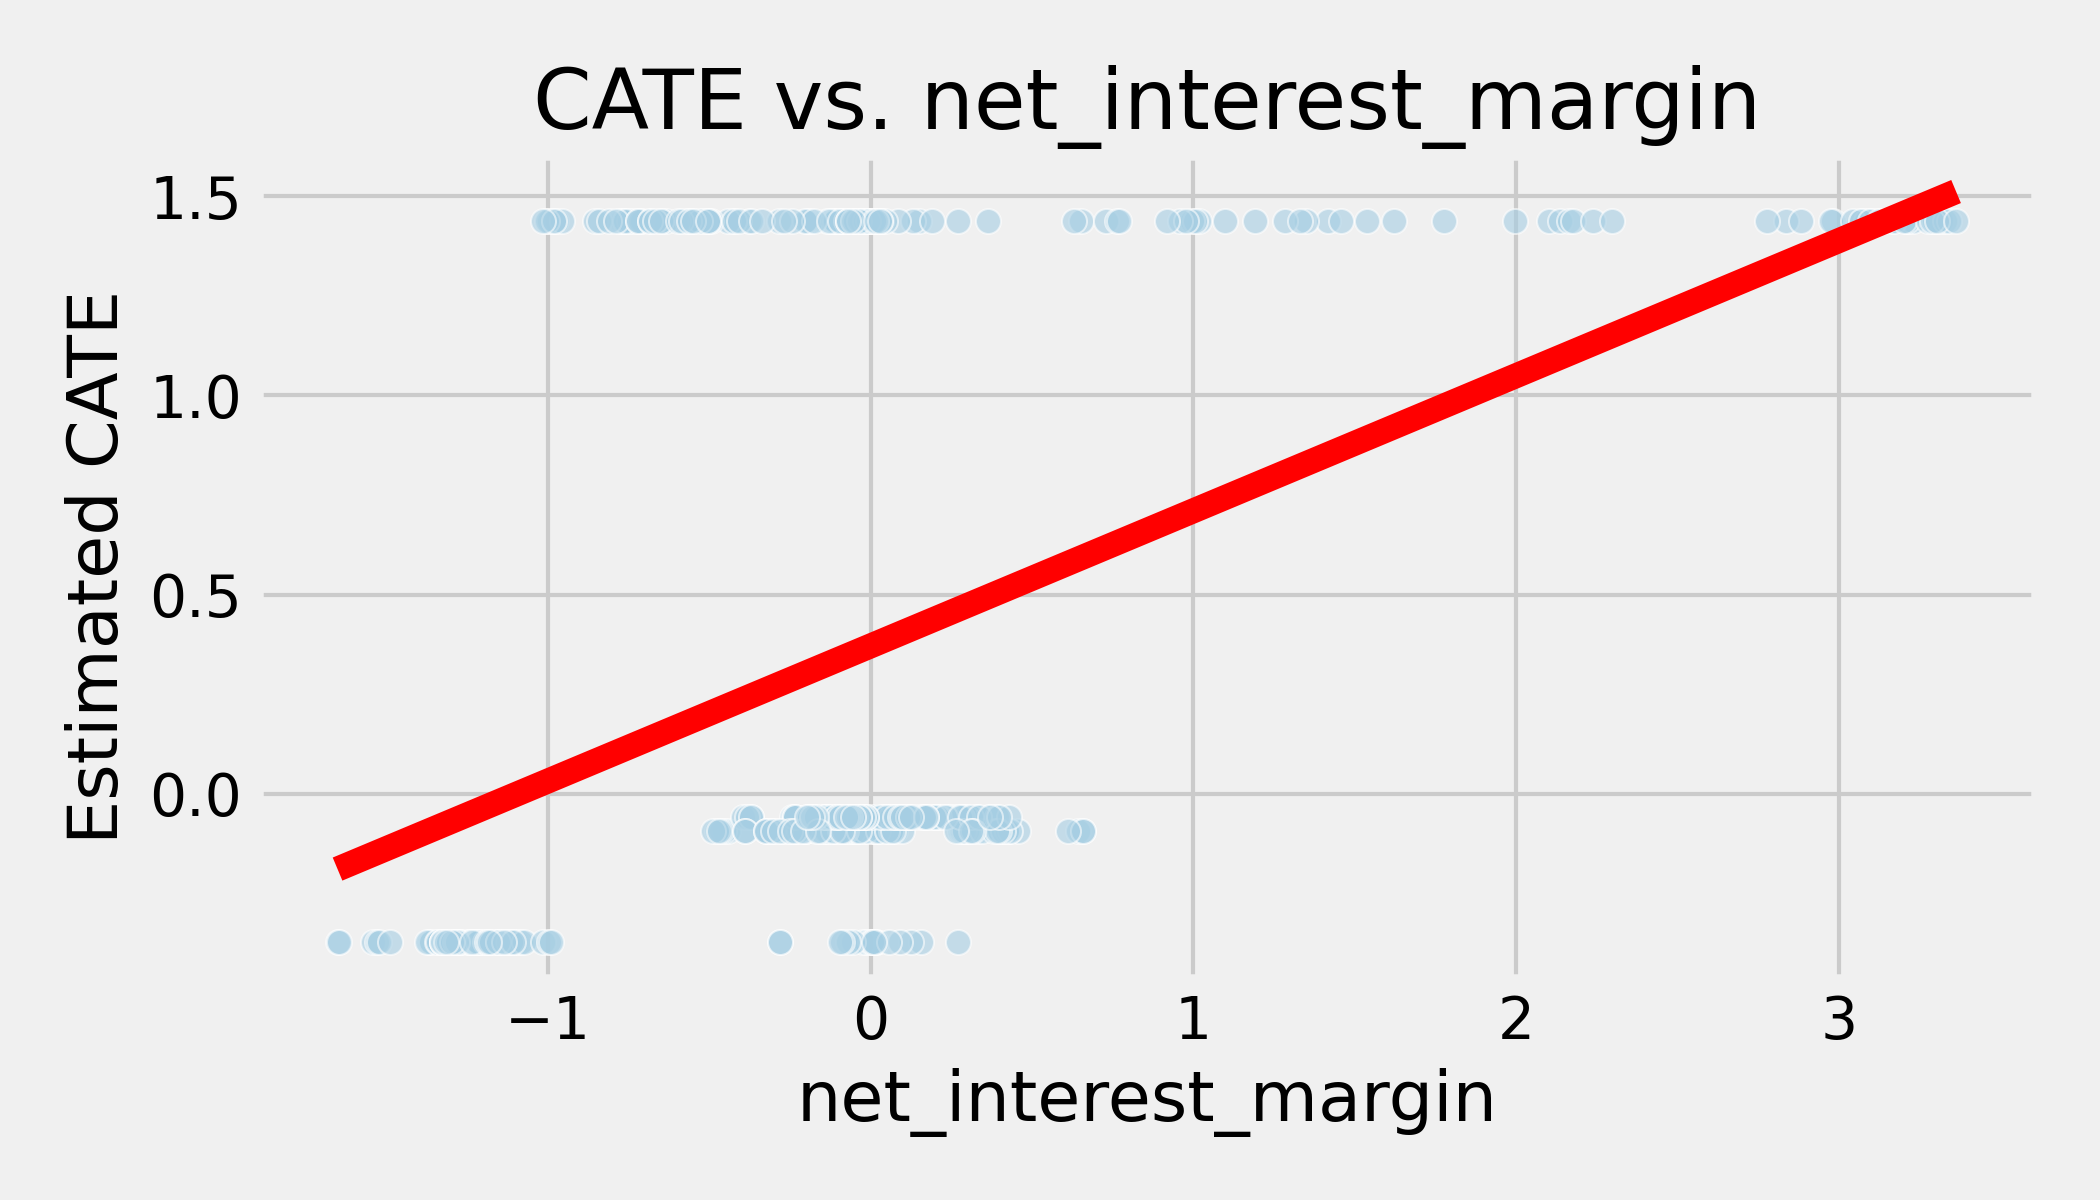 CATE vs. net_interest_margin
Estimated CATE
1.5
1.0
0.5
0.0
−1 0 1 2 3
net_interest_margin